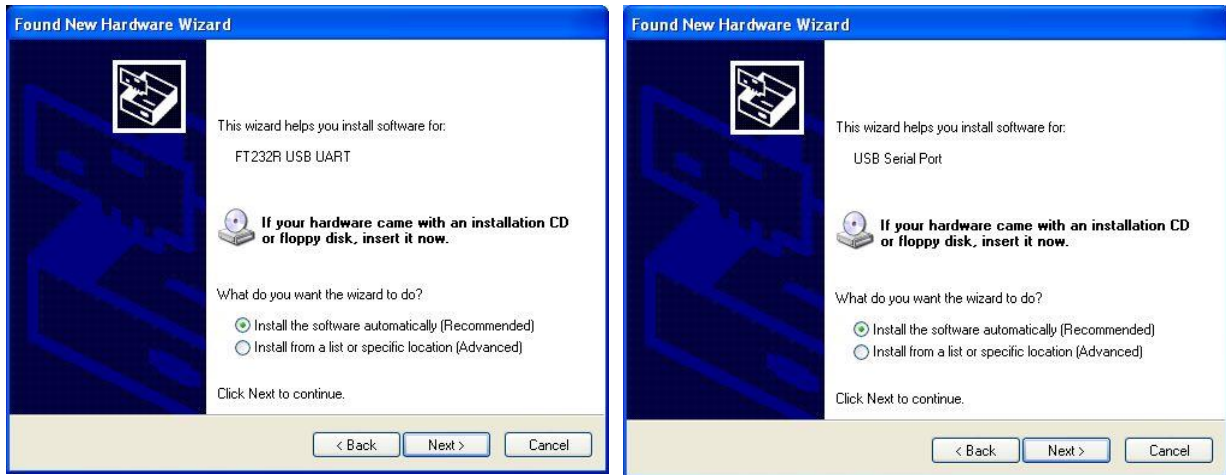 Found New Hardware Wizard
This wizard helps you install software for:
FT232R USB UART
If your hardware came with an installation CD
or floppy disk, insert it now.
What do you want the wizard to do?
Install the software automatically (Recommended)
Install from a list or specific location (Advanced)
Click Next to continue.
< Back
Next >
Cancel
Found New Hardware Wizard
This wizard helps you install software for:
USB Serial Port
If your hardware came with an installation CD
or floppy disk, insert it now.
What do you want the wizard to do?
Install the software automatically (Recommended)
Install from a list or specific location (Advanced)
Click Next to continue.
< Back
Next >
Cancel